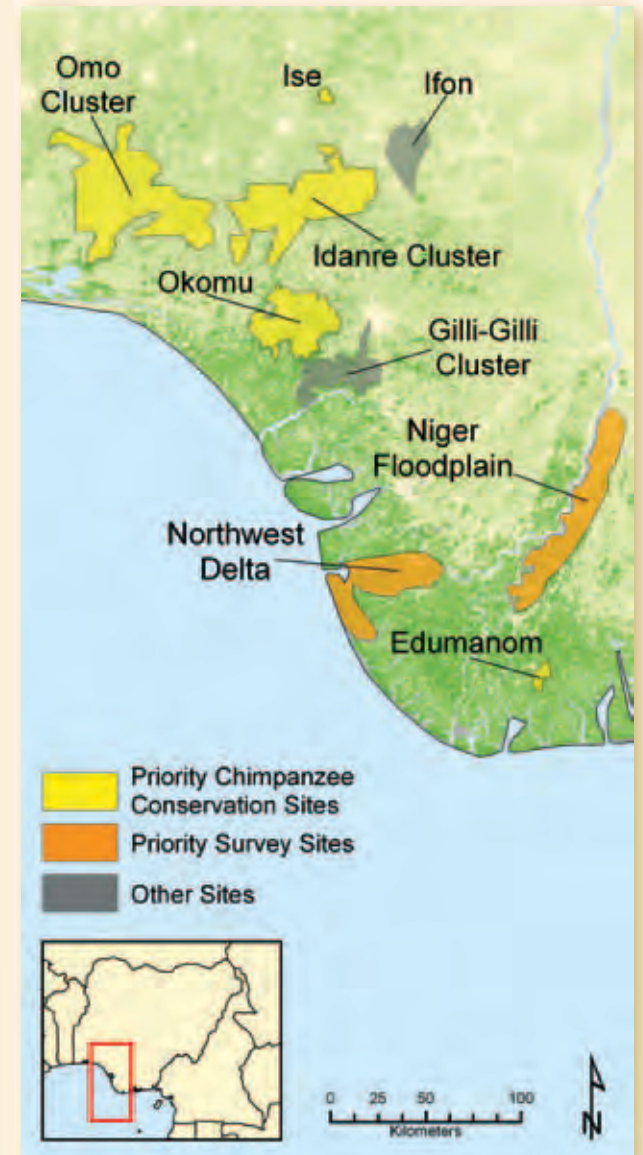 Omo
Cluster
Ise
Ifon
Idanre Cluster
Okomu
Gilli-Gilli
Cluster
Niger
Floodplain
Northwest
Delta
Edumanom
Priority Chimpanzee
Conservation Sites
Priority Survey Sites
Other Sites
0 25 50 100
Kilometers
N